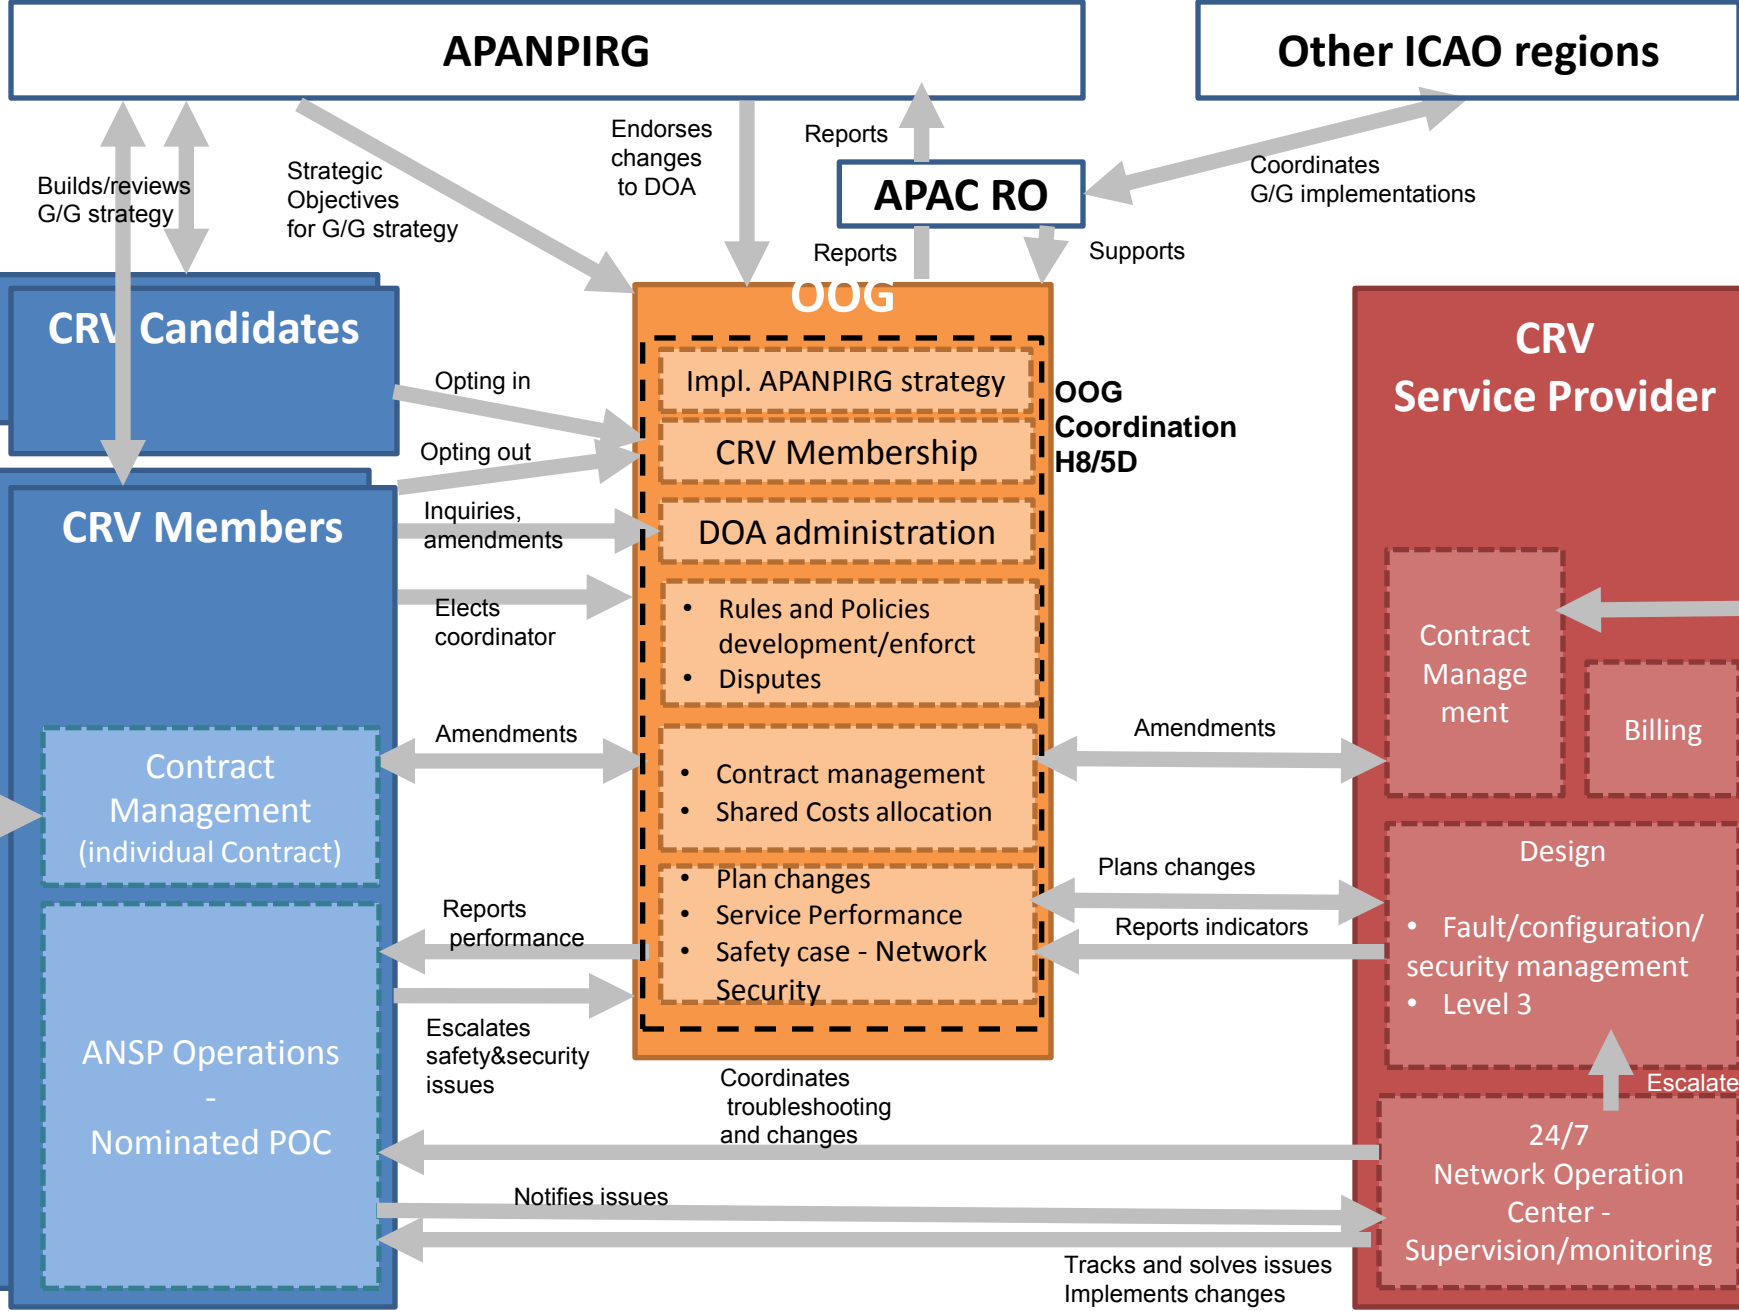 APANPIRG
Other ICAO regions
Builds/reviews
G/G strategy
Strategic
Objectives
for G/G strategy
Endorses
changes
to DOA
Reports
APAC RO
Coordinates
G/G implementations
Reports
Supports
CRV Candidates
Opting in
Opting out
CRV Members
Inquiries,
amendments
Elects
coordinator
Amendments
Contract
Management
(individual Contract)
Reports
performance
ANSP Operations
-
Nominated POC
Escalates
safety&security
issues
OOG
Impl. APANPIRG strategy
CRV Membership
DOA administration
• Rules and Policies
development/enforct
• Disputes
• Contract management
• Shared Costs allocation
• Plan changes
• Service Performance
• Safety case - Network
Security
OOG
Coordination
H8/5D
Amendments
Plans changes
Reports indicators
CRV
Service Provider
Contract
Manage
ment
Billing
Design
• Fault/configuration/
security management
• Level 3
Escalate
24/7
Network Operation
Center -
Supervision/monitoring
Coordinates
troubleshooting
and changes
Notifies issues
Tracks and solves issues
Implements changes